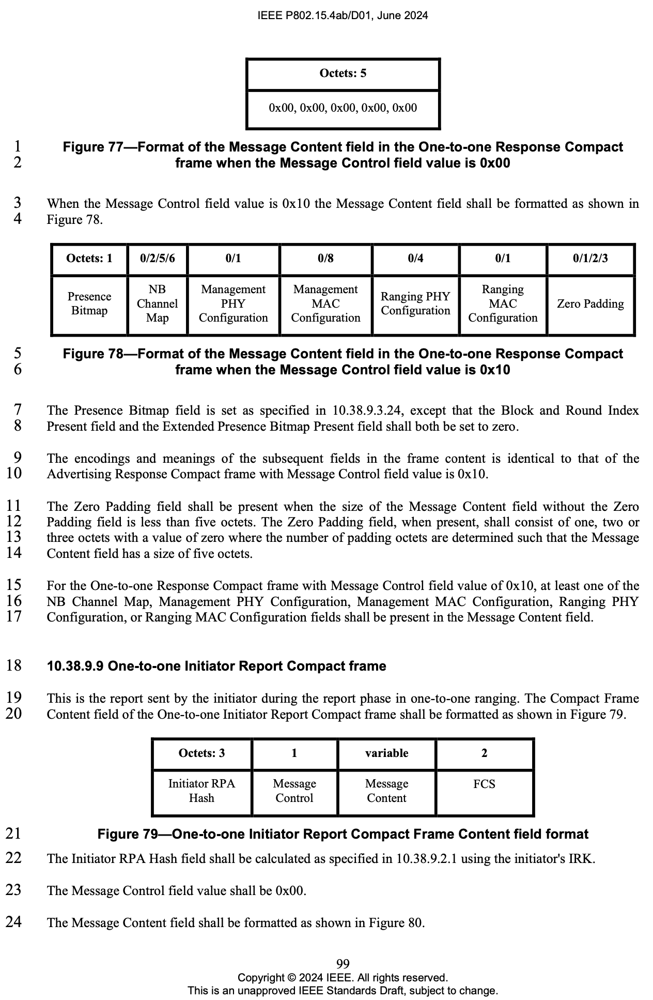 IEEE P802.15.4ab/D01, June 2024
Octets: 5
0x00, 0x00, 0x00, 0x00, 0x00
1 Figure 77—Format of the Message Content field in the One-to-one Response Compact
2 frame when the Message Control field value is 0x00
3 When the Message Control field value is 0x10 the Message Content field shall be formatted as shown in
4 Figure 78.
Octets: 1 0/2/5/6 0/1 0/8 0/4 0/1 0/1/2/3
Presence Bitmap
NB Channel Map
Management PHY Configuration
Management MAC Configuration
Ranging PHY Configuration
Ranging MAC Configuration
Zero Padding
5 Figure 78—Format of the Message Content field in the One-to-one Response Compact
6 frame when the Message Control field value is 0x10
7 The Presence Bitmap field is set as specified in 10.38.9.3.24, except that the Block and Round Index
8 Present field and the Extended Presence Bitmap Present field shall both be set to zero.
9 The encodings and meanings of the subsequent fields in the frame content is identical to that of the
10 Advertising Response Compact frame with Message Control field value is 0x10.
11 The Zero Padding field shall be present when the size of the Message Content field without the Zero
12 Padding field is less than five octets. The Zero Padding field, when present, shall consist of one, two or
13 three octets with a value of zero where the number of padding octets are determined such that the Message
14 Content field has a size of five octets.
15 For the One-to-one Response Compact frame with Message Control field value of 0x10, at least one of the
16 NB Channel Map, Management PHY Configuration, Management MAC Configuration, Ranging PHY
17 Configuration, or Ranging MAC Configuration fields shall be present in the Message Content field.
18 10.38.9.9 One-to-one Initiator Report Compact frame
19 This is the report sent by the initiator during the report phase in one-to-one ranging. The Compact Frame
20 Content field of the One-to-one Initiator Report Compact frame shall be formatted as shown in Figure 79.
Octets: 3 1 variable 2
Initiator RPA Hash
Message Control
Message Content
FCS
21 Figure 79—One-to-one Initiator Report Compact Frame Content field format
22 The Initiator RPA Hash field shall be calculated as specified in 10.38.9.2.1 using the initiator's IRK.
23 The Message Control field value shall be 0x00.
24 The Message Content field shall be formatted as shown in Figure 80.
99
Copyright © 2024 IEEE. All rights reserved.
This is an unapproved IEEE Standards Draft, subject to change.